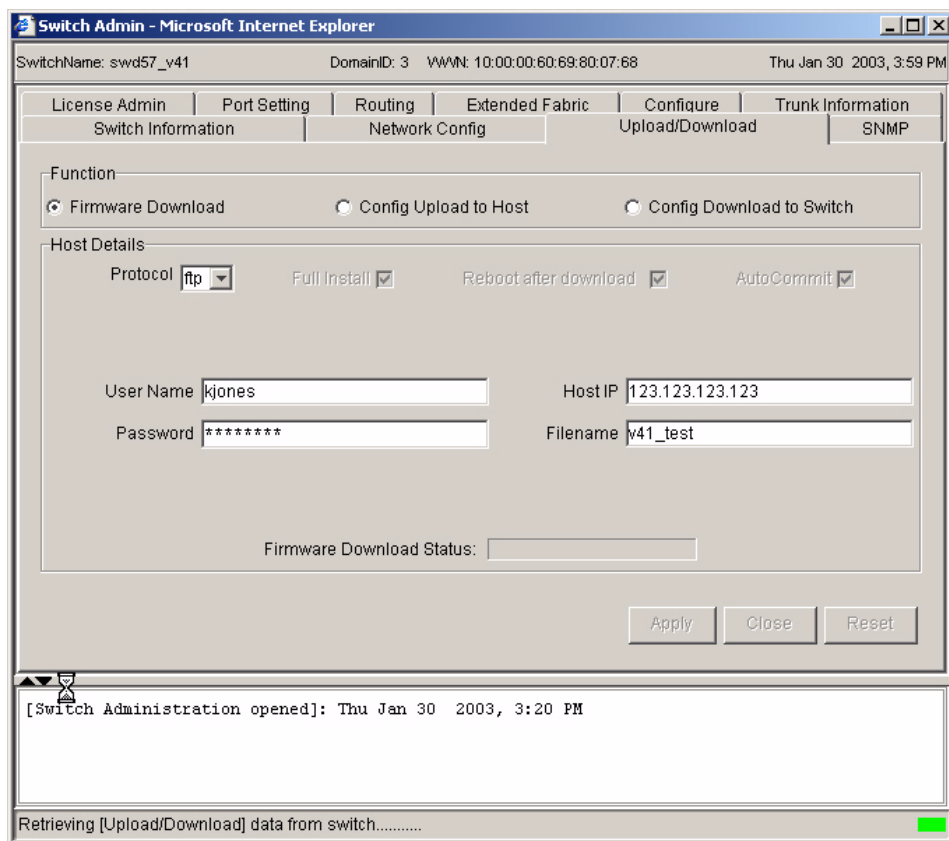 Switch Admin - Microsoft Internet Explorer
SwitchName: swd57_v41 DomainID: 3 WWN: 10:00:00:60:69:80:07:68 Thu Jan 30 2003, 3:59 PM
License Admin Port Setting Routing Extended Fabric Configure Trunk Information
Switch Information Network Config Upload/Download SNMP
Function
Firmware Download Config Upload to Host Config Download to Switch
Host Details
Protocol ftp Full Install Reboot after download AutoCommit
User Name kjones Host IP 123.123.123.123
Password ******** Filename v41_test
Firmware Download Status:
Apply Close Reset
[Switch Administration opened]: Thu Jan 30 2003, 3:20 PM
Retrieving [Upload/Download] data from switch...........